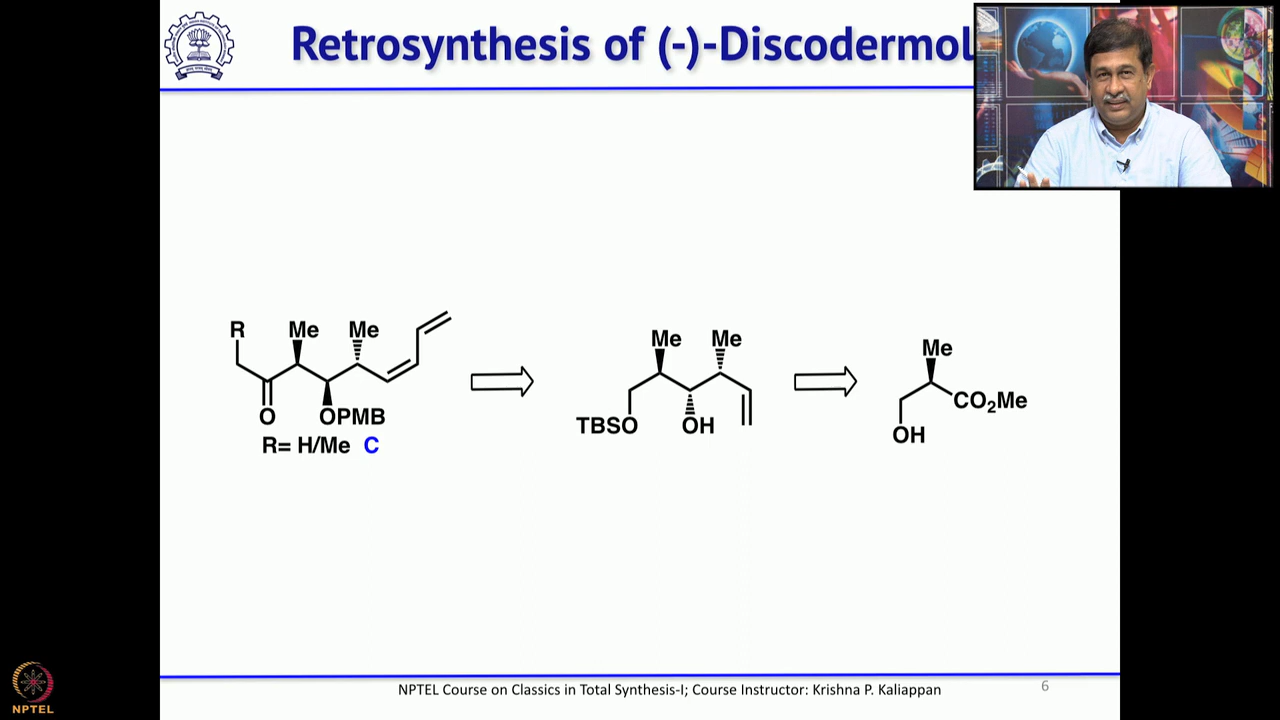 Retrosynthesis of (-)-Discodermol
R Me Me
O OPMB
R= H/Me C
Me Me
TBSO OH
Me
CO₂Me
OH
NPTEL Course on Classics in Total Synthesis-I; Course Instructor: Krishna P. Kaliappan
6
NPTEL